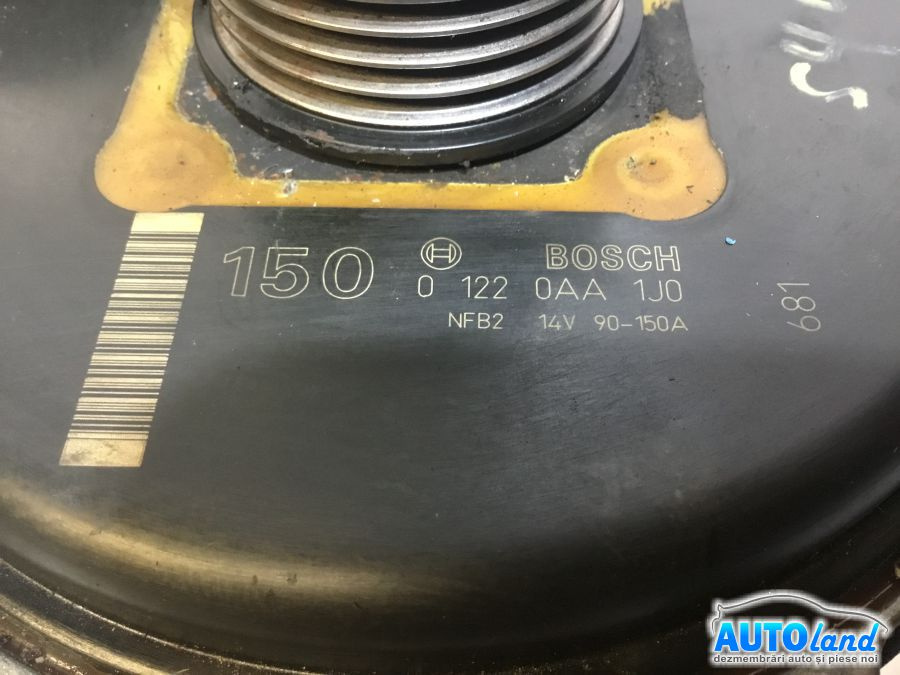 150 BOSCH
0 122 0AA 1J0
NFB2 14V 90-150A
681
AUTOland
dezmembrări auto și piese noi